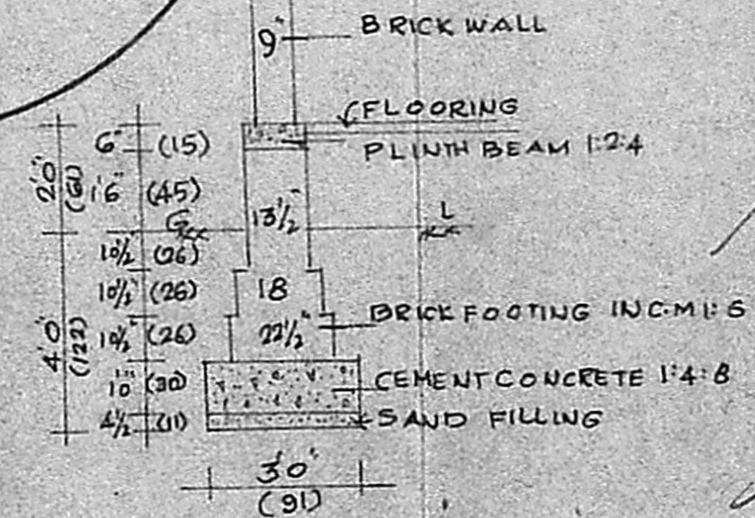 9"
BRICK WALL
FLOORING
6" (15)
PLINTH BEAM 1:2:4
2'0"
(61)
1'6" (45)
G L
13½"
10½" (26)
10½" (26)
18
BRICK FOOTING IN C.M 1:6
10½" (26)
22½"
4'0"
(122)
10" (30)
CEMENT CONCRETE 1:4:8
4½ (11)
SAND FILLING
3'0"
(91)